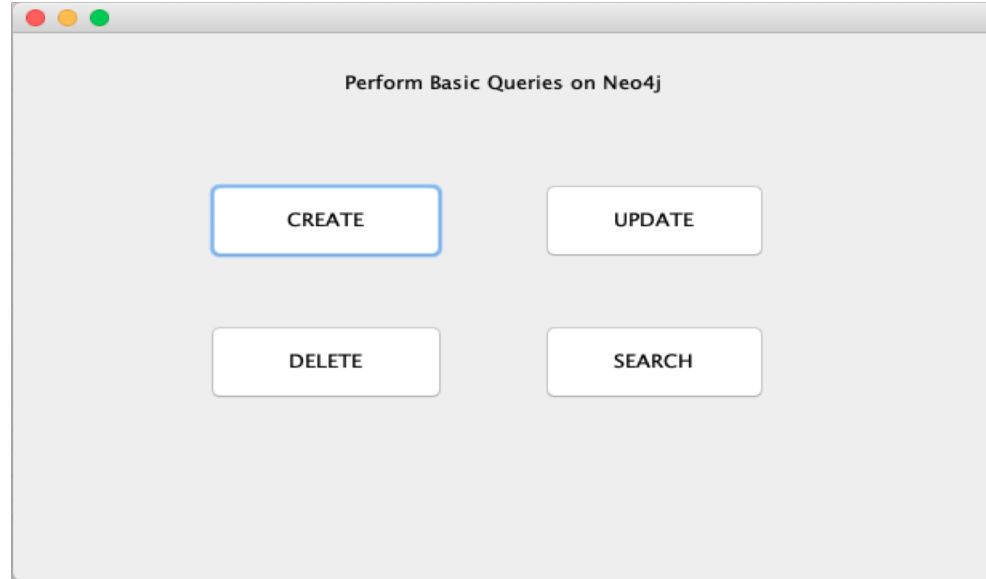 Perform Basic Queries on Neo4j
CREATE
UPDATE
DELETE
SEARCH